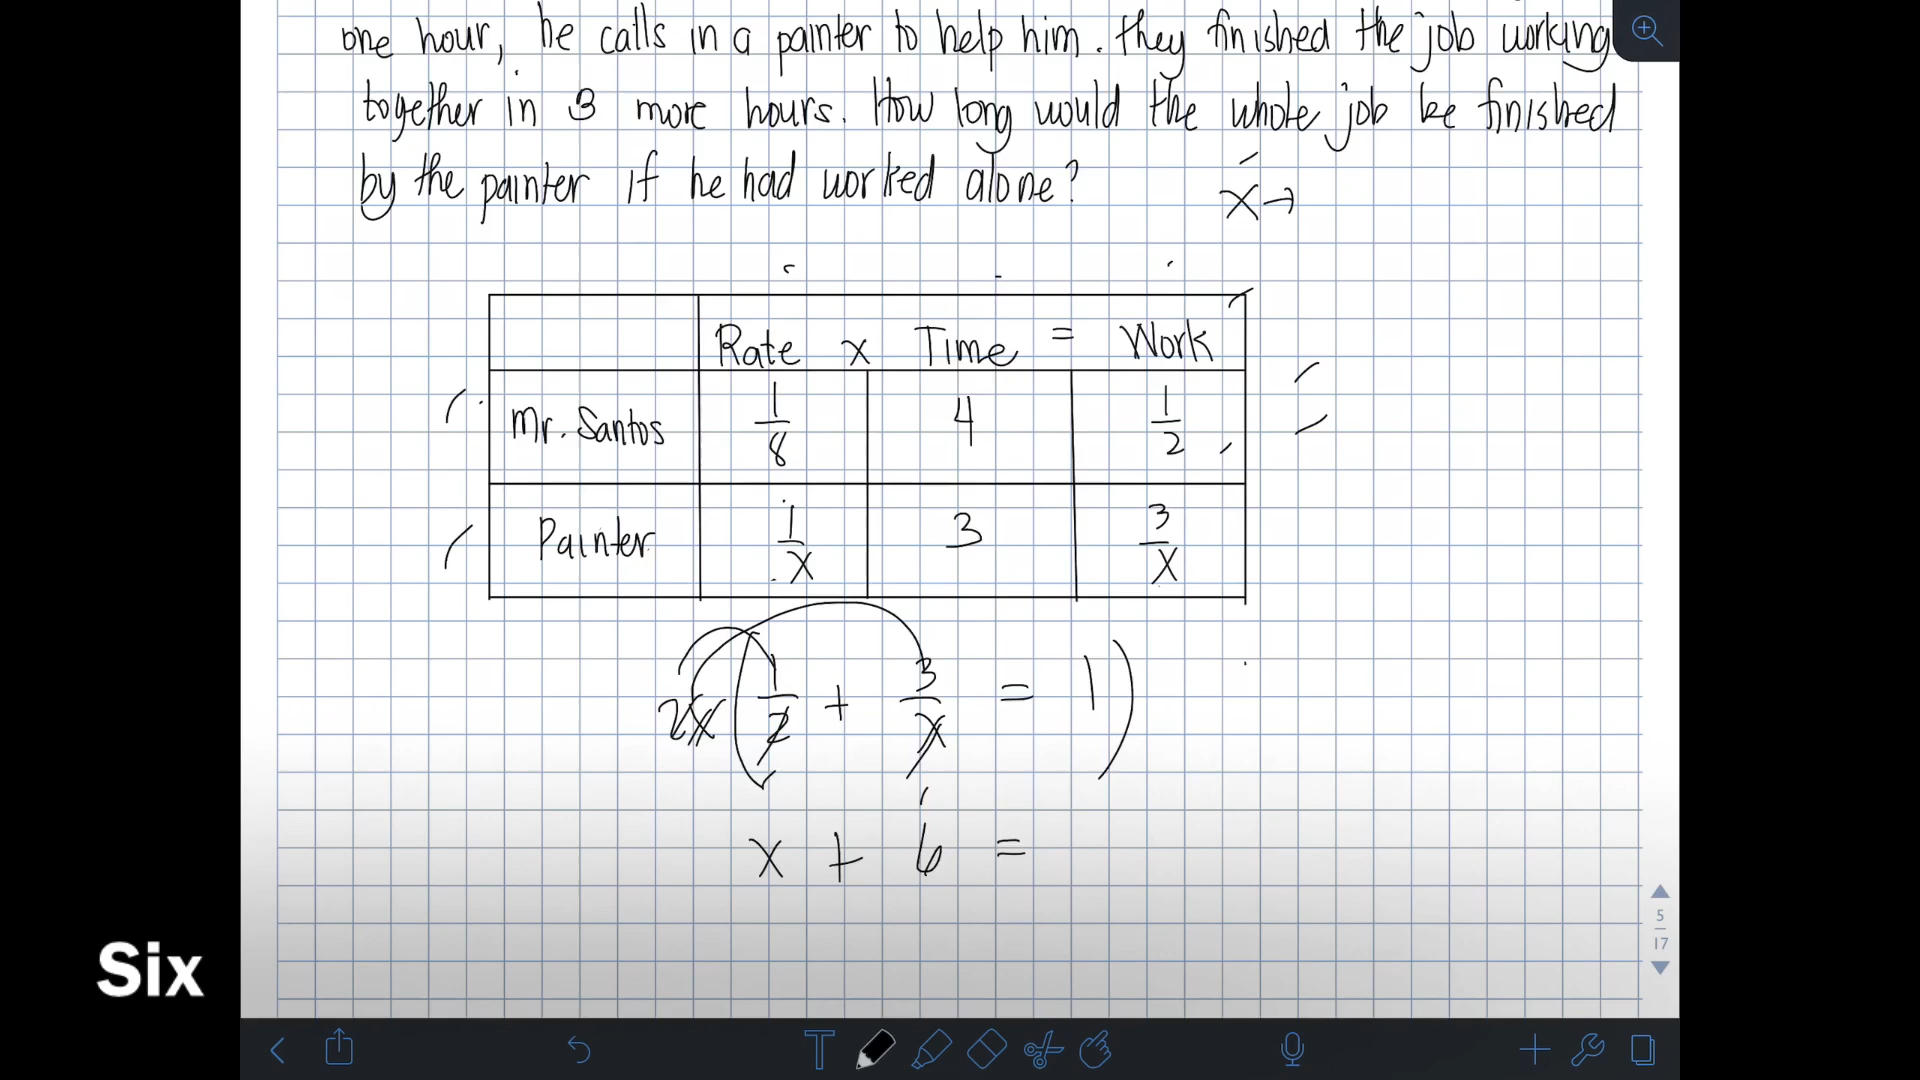 one hour, he calls in a painter to help him. they finished the job working
together in 3 more hours. How long would the whole job be finished
by the painter if he had worked alone?
x →
Rate x Time = Work
Mr. Santos 1/8 4 1/2
Painter 1/x 3 3/x
2x(1/2 + 3/x = 1)
x + 6 =
5
17
Six
T